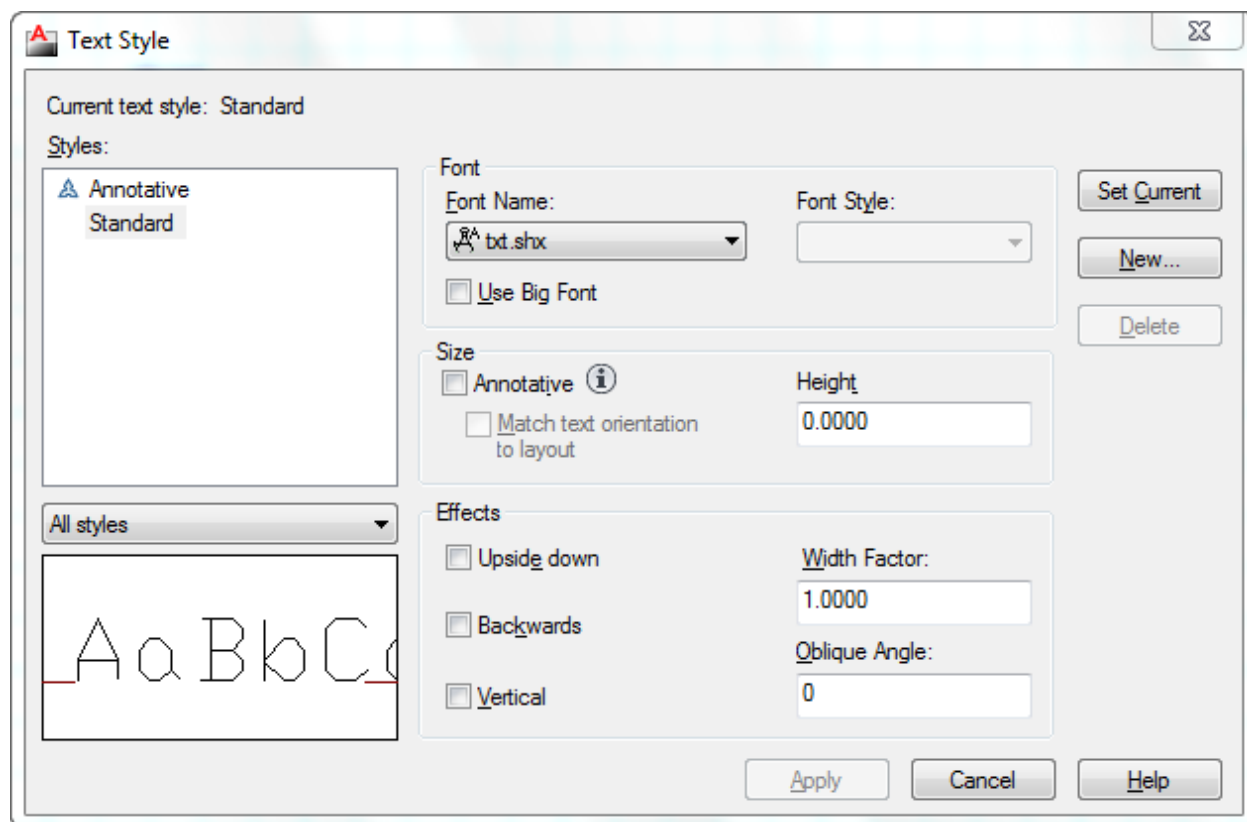 Text Style
Current text style: Standard
Styles:
Annotative
Standard
All styles
AaBbC
Font
Font Name:
txt.shx
Use Big Font
Font Style:
Size
Annotative
Match text orientation
to layout
Height
0.0000
Effects
Upside down
Backwards
Vertical
Width Factor:
1.0000
Oblique Angle:
0
Set Current
New...
Delete
Apply
Cancel
Help